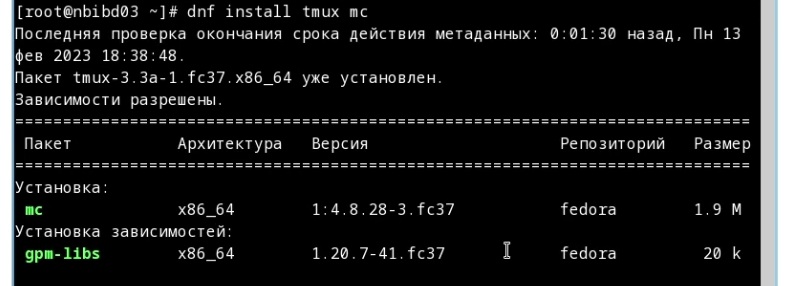 [root@nbibd03 ~]# dnf install tmux mc
Последняя проверка окончания срока действия метаданных: 0:01:30 назад, Пн 13
фев 2023 18:38:48.
Пакет tmux-3.3a-1.fc37.x86_64 уже установлен.
Зависимости разрешены.
================================================================================
Пакет Архитектура Версия Репозиторий Размер
================================================================================
Установка:
mc x86_64 1:4.8.28-3.fc37 fedora 1.9 M
Установка зависимостей:
gpm-libs x86_64 1.20.7-41.fc37 fedora 20 k